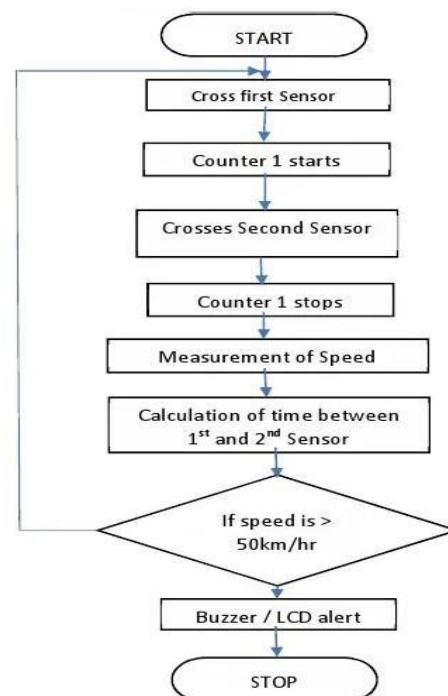 START
Cross first Sensor
Counter 1 starts
Crosses Second Sensor
Counter 1 stops
Measurement of Speed
Calculation of time between
1st and 2nd Sensor
If speed is >
50km/hr
Buzzer / LCD alert
STOP